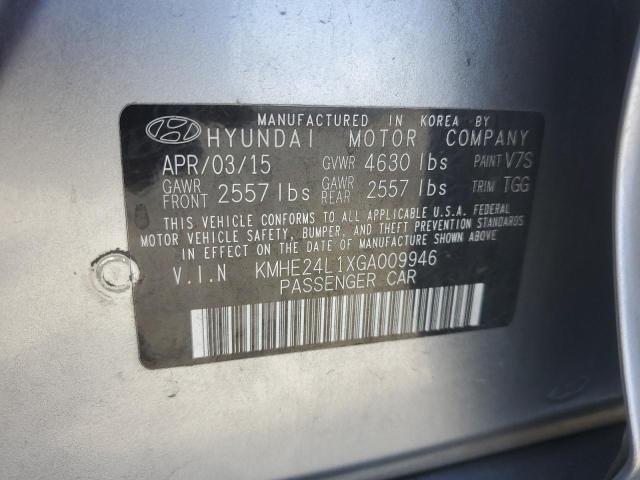 MANUFACTURED IN KOREA BY
HYUNDAI MOTOR COMPANY
APR/03/15 GVWR 4630 lbs PAINT V7S
GAWR FRONT 2557 lbs GAWR REAR 2557 lbs TRIM TGG
THIS VEHICLE CONFORMS TO ALL APPLICABLE U.S.A. FEDERAL
MOTOR VEHICLE SAFETY, BUMPER, AND THEFT PREVENTION STANDARDS
IN EFFECT ON THE DATE OF MANUFACTURE SHOWN ABOVE.
V.I.N KMHE24L1XGA009946
PASSENGER CAR